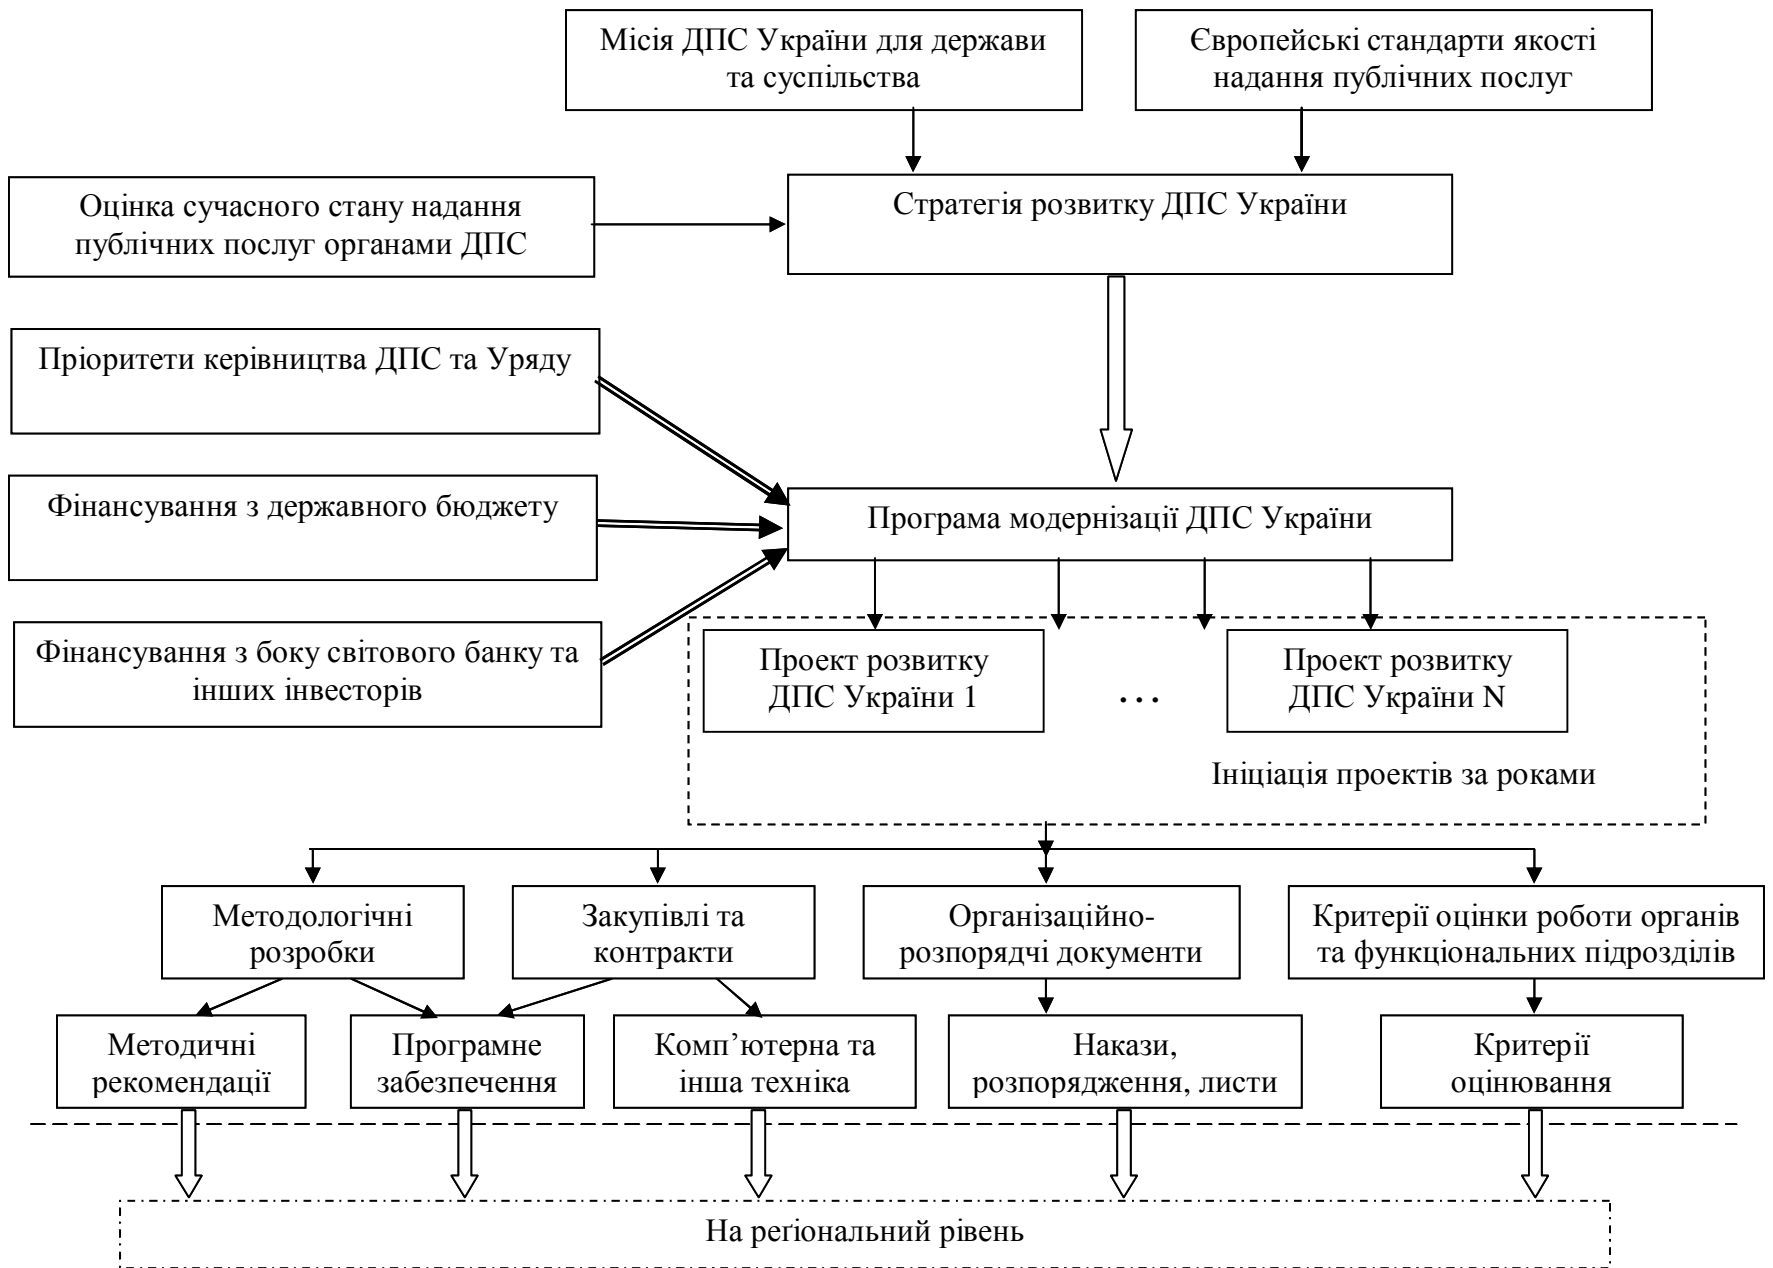 Місія ДПС України для держави
та суспільства
Європейські стандарти якості
надання публічних послуг
Оцінка сучасного стану надання
публічних послуг органами ДПС
Стратегія розвитку ДПС України
Пріоритети керівництва ДПС та Уряду
Фінансування з державного бюджету
Програма модернізації ДПС України
Фінансування з боку світового банку та
інших інвесторів
Проект розвитку
ДПС України 1
...
Проект розвитку
ДПС України N
Ініціація проектів за роками
Методологічні
розробки
Закупівлі та
контракти
Організаційно-
розпорядчі документи
Критерії оцінки роботи органів
та функціональних підрозділів
Методичні
рекомендації
Програмне
забезпечення
Комп’ютерна та
інша техніка
Накази,
розпорядження, листи
Критерії
оцінювання
На реґіональний рівень